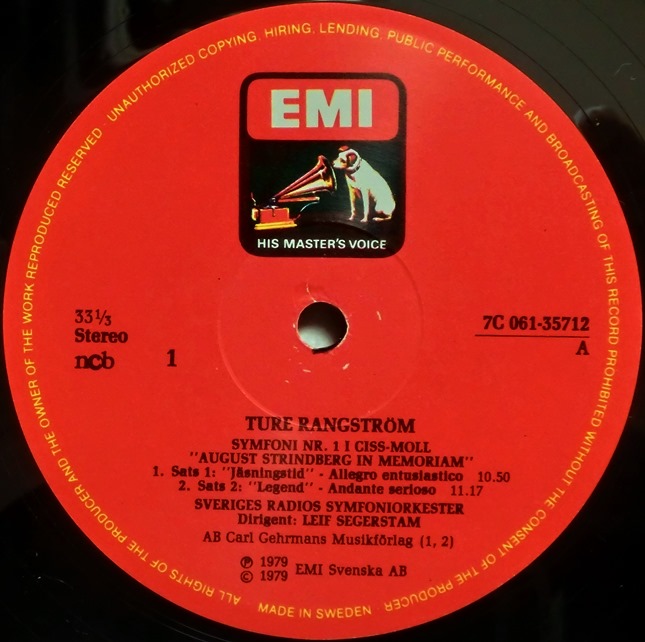 UNAUTHORIZED COPYING, HIRING, LENDING, PUBLIC PERFORMANCE AND BROADCASTING OF THIS RECORD PROHIBITED WITHOUT THE CONSENT OF THE PRODUCER · MADE IN SWEDEN · ALL RIGHTS OF THE PRODUCER AND THE OWNER OF THE WORK REPRODUCED RESERVED
EMI
HIS MASTER'S VOICE
33 1/3
Stereo
ncb
1
7C 061-35712
A
TURE RANGSTRÖM
SYMFONI NR. 1 I CISS-MOLL
"AUGUST STRINDBERG IN MEMORIAM"
1. Sats 1: "Jäsningstid" - Allegro entusiastico 10.50
2. Sats 2: "Legend" - Andante serioso 11.17
SVERIGES RADIOS SYMFONIORKESTER
Dirigent: LEIF SEGERSTAM
AB Carl Gehrmans Musikförlag (1, 2)
℗ 1979
© 1979 EMI Svenska AB